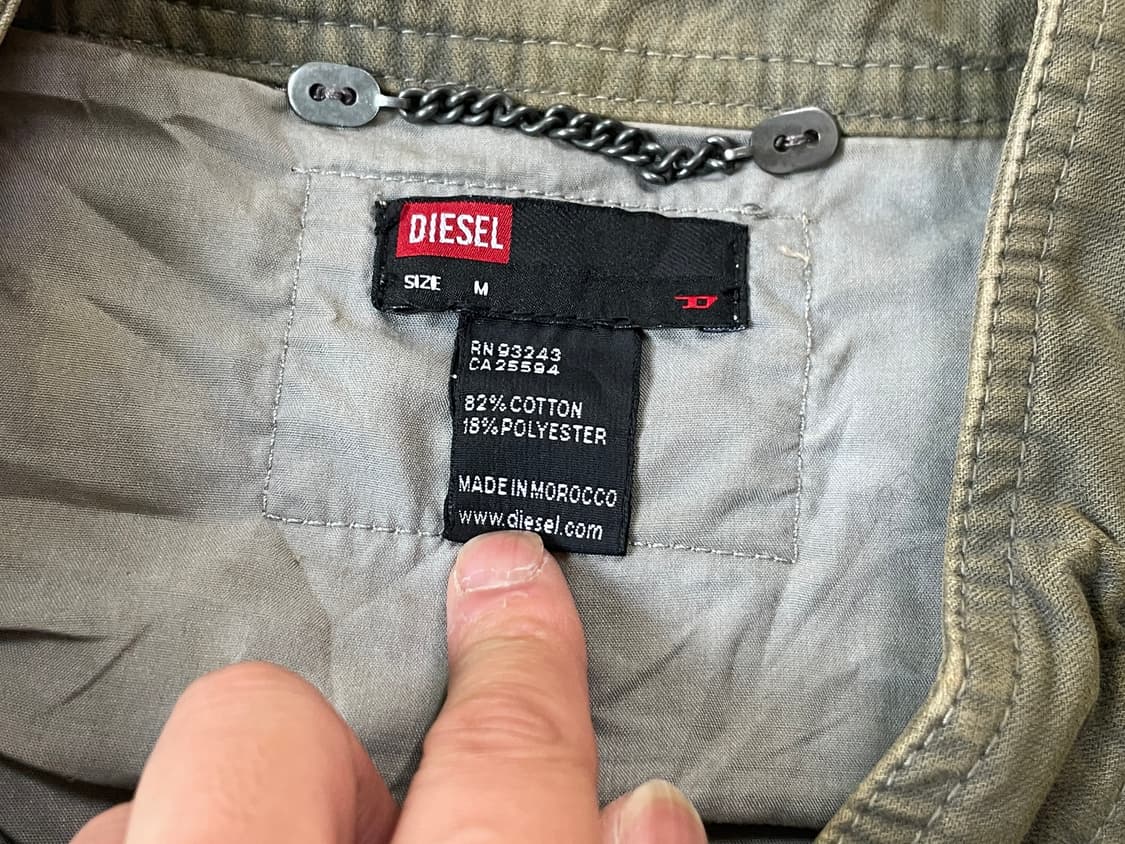 DIESEL
SIZE M
RN 93243
CA 25594
82% COTTON
18% POLYESTER
MADE IN MOROCCO
www.diesel.com